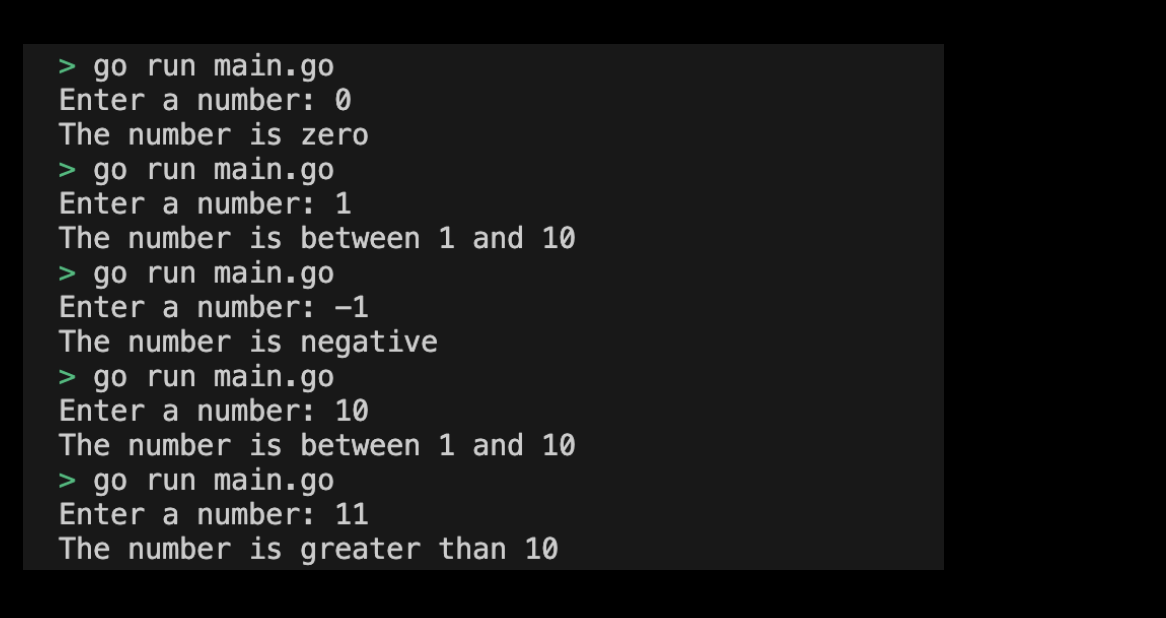 > go run main.go
Enter a number: 0
The number is zero
> go run main.go
Enter a number: 1
The number is between 1 and 10
> go run main.go
Enter a number: -1
The number is negative
> go run main.go
Enter a number: 10
The number is between 1 and 10
> go run main.go
Enter a number: 11
The number is greater than 10